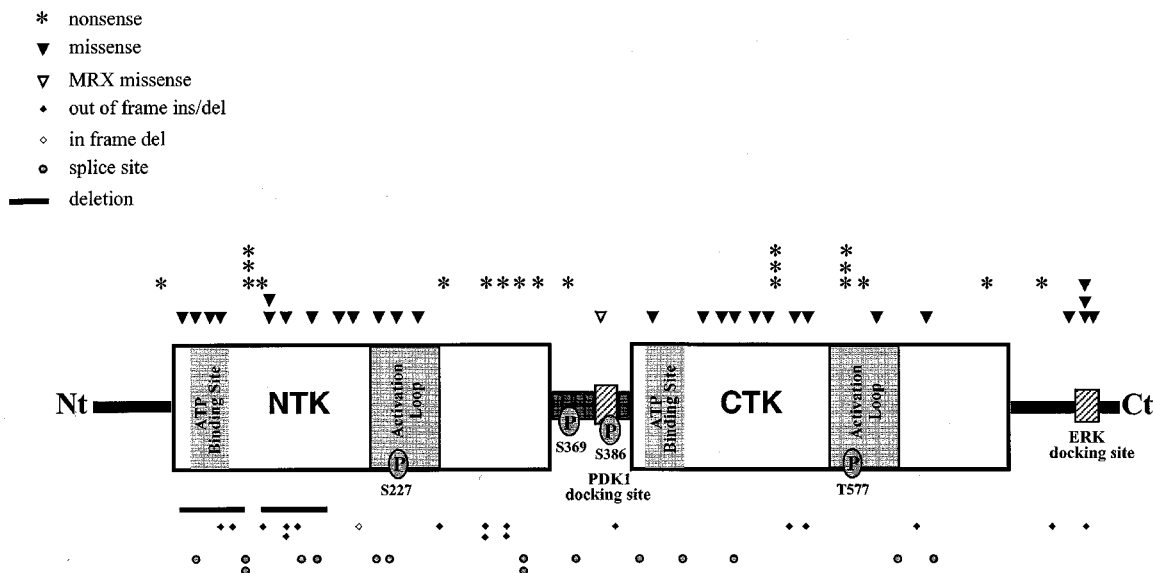 nonsense
missense
MRX missense
out of frame ins/del
in frame del
splice site
deletion
Nt
ATP
Binding Site
NTK
Activation
Loop
P
S227
P
S369
P
S386
PDK1
docking site
ATP
Binding Site
CTK
Activation
Loop
P
T577
ERK
docking site
Ct